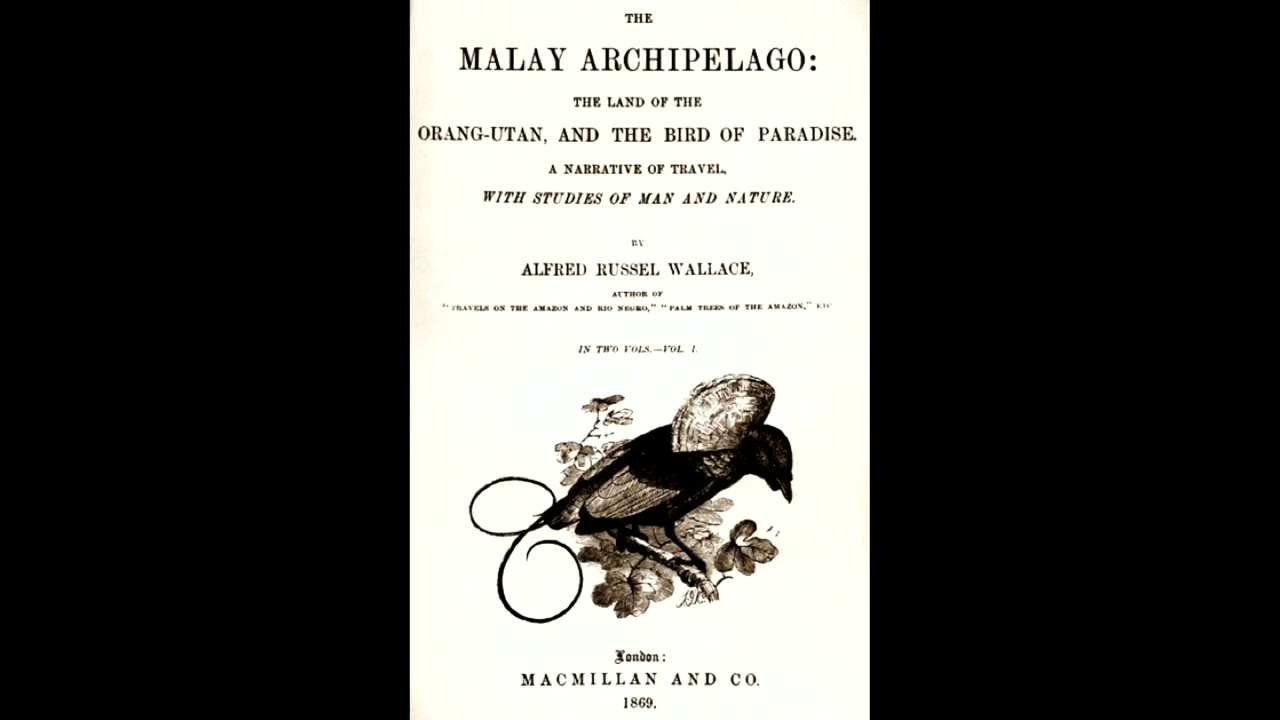 THE
MALAY ARCHIPELAGO:
THE LAND OF THE
ORANG-UTAN, AND THE BIRD OF PARADISE.
A NARRATIVE OF TRAVEL,
WITH STUDIES OF MAN AND NATURE.
BY
ALFRED RUSSEL WALLACE,
AUTHOR OF
"TRAVELS ON THE AMAZON AND RIO NEGRO," "PALM TREES OF THE AMAZON," ETC
IN TWO VOLS.—VOL. I.
London:
MACMILLAN AND CO.
1869.